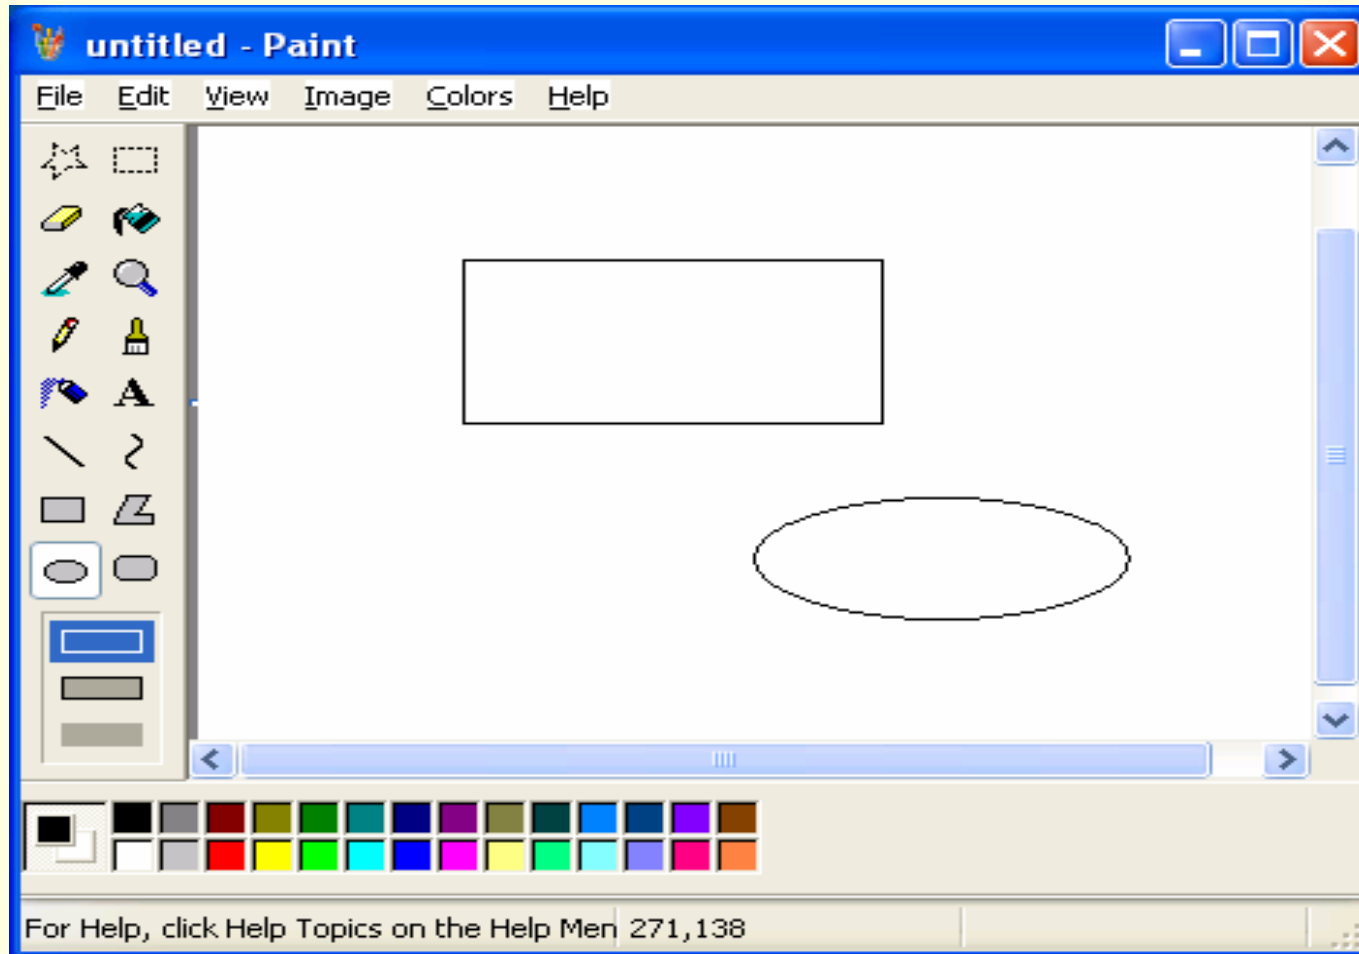 untitled - Paint
File Edit View Image Colors Help
A
For Help, click Help Topics on the Help Men 271,138